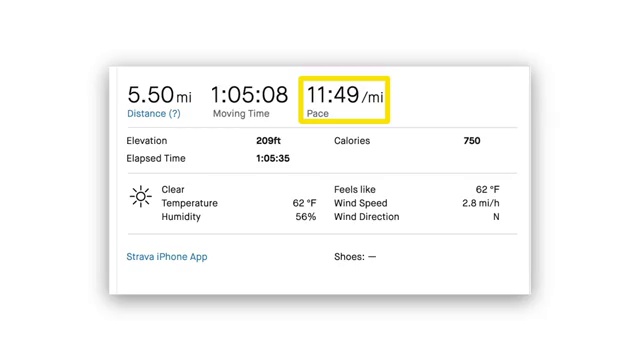 5.50 mi 1:05:08 11:49 /mi
Distance (?) Moving Time Pace
Elevation 209ft Calories 750
Elapsed Time 1:05:35
Clear Feels like 62 °F
Temperature 62 °F Wind Speed 2.8 mi/h
Humidity 56% Wind Direction N
Strava iPhone App Shoes: —